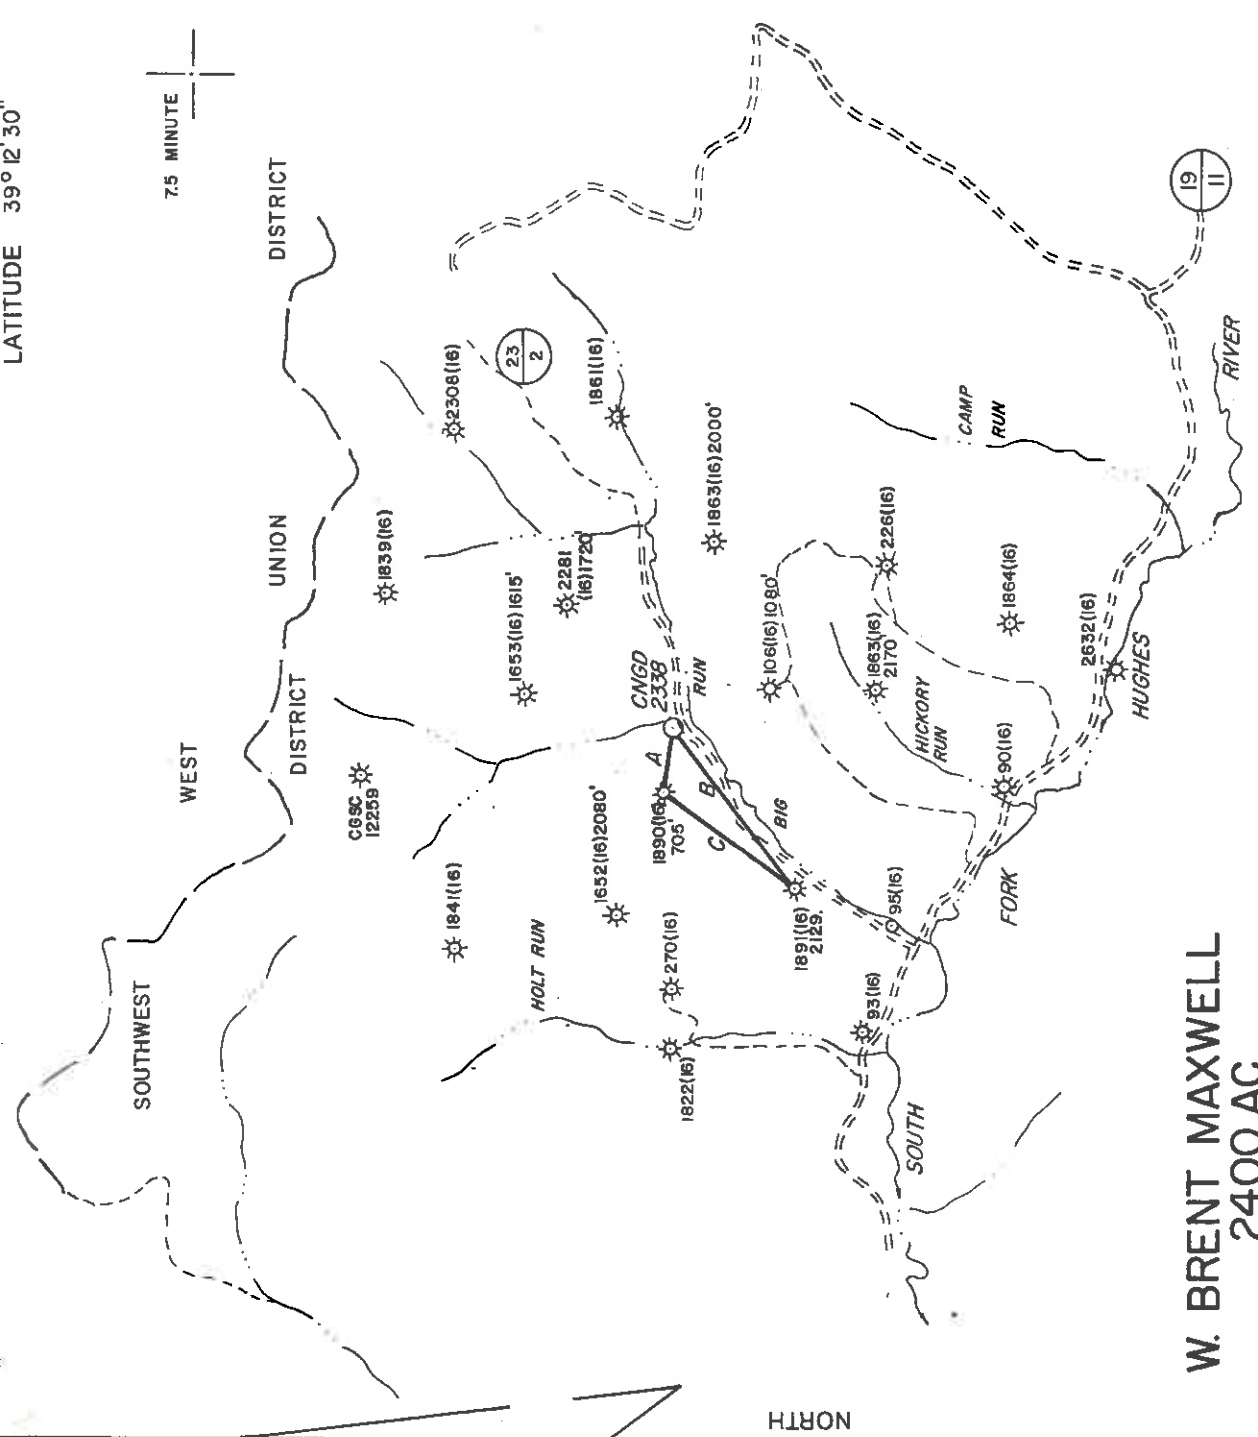 LATITUDE 39° 12' 30"
7.5 MINUTE
DISTRICT
UNION
WEST
DISTRICT
SOUTHWEST
2308(16)
23
2
1861(16)
1839(16)
1863(16)2000'
2281
(16)1720'
1653(16)1615'
CNGD
2338
RUN
CGSC
12259
1841(16)
1652(16)2080'
1890(16)
705'
A
B
C
BIG
HOLT RUN
270(16)
1822(16)
1891(16)
2129.
95(16)
93(16)
106(16)1080'
226(16)
1863(16)
2170'
HICKORY
RUN
1864(16)
90(16)
2632(16)
CAMP
RUN
19
11
RIVER
HUGHES
FORK
SOUTH
NORTH
W. BRENT MAXWELL
2400 AC